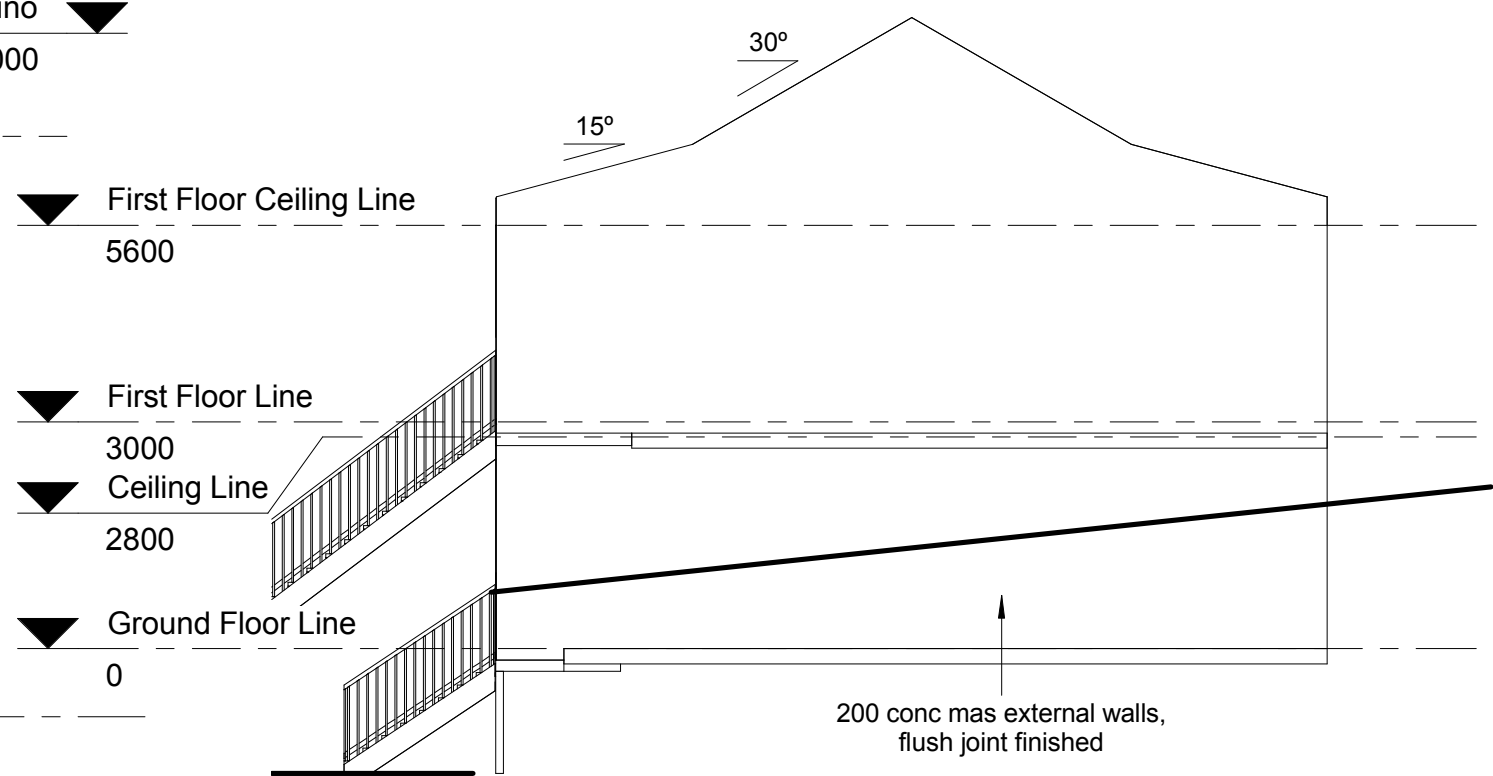 30º
15º
First Floor Ceiling Line
5600
First Floor Line
3000
Ceiling Line
2800
Ground Floor Line
0
200 conc mas external walls,
flush joint finished